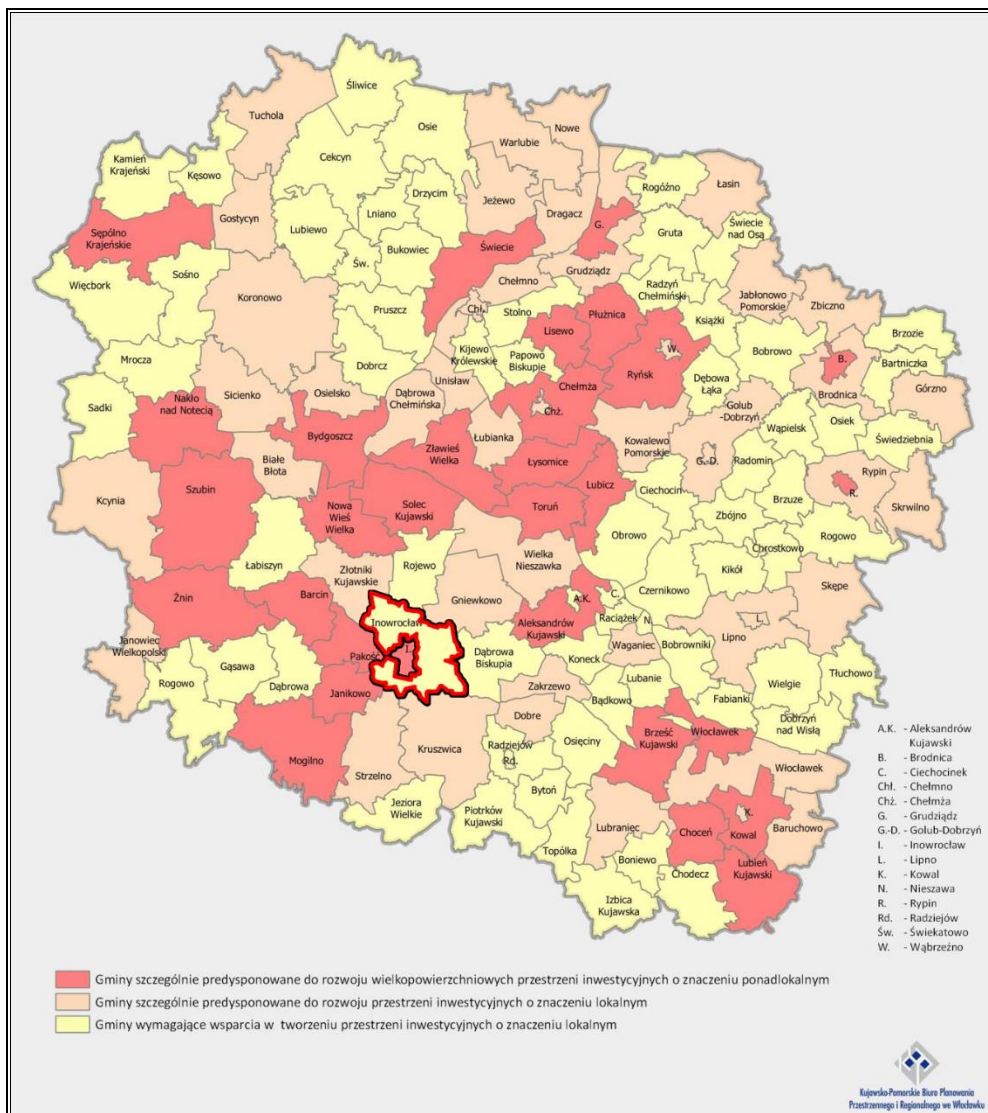 Śliwice
Tuchola
Osie
Nowe
Warlubie
Kamień
Krajeński
Kęsowo
Cekcyn
Rogóźno
Łasin
Drzycim
Jeżewo
Gostycyn
Lniano
Dragacz
G.
Sępólno
Krajeńskie
Lubiewo
Świecie
Gruta
Świecie
nad Osą
Bukowiec
Św.
Sośno
Grudziądz
Więcbork
Chełmno
Radzyń
Chełmiński
Jabłonowo
Pomorskie
Zbiczno
Koronowo
Chł.
Stolno
Płużnica
Książki
Pruszcz
Lisewo
Brzozie
Mrocza
Kijewo
Królewskie
Papowo
Biskupie
W.
Bobrowo
B.
Bartniczka
Dobrcz
Unisław
Chełmża
Ryńsk
Dębowa
Łąka
Sadki
Sicienko
Osielsko
Dąbrowa
Chełmińska
Chż.
Brodnica
Górzno
Nakło
nad Notecią
Golub
-Dobrzyń
Osiek
Bydgoszcz
Łubianka
Wąpielsk
Świedziebnia
Zławieś
Wielka
Kowalewo
Pomorskie
Białe
Błota
Łysomice
G.-D.
Radomin
Rypin
Szubin
Lubicz
Ciechocin
R.
Kcynia
Brzuze
Skrwilno
Nowa
Wieś
Wielka
Solec
Kujawski
Toruń
Zbójno
Rogowo
Obrowo
Chrostkowo
Łabiszyn
Wielka
Nieszawka
Kikół
Złotniki
Kujawskie
Rojewo
Czernikowo
Skępe
Żnin
Barcin
Gniewkowo
A.K.
C.
Raciążek
N.
L.
Inowrocław
Aleksandrów
Kujawski
Janowiec
Wielkopolski
Waganiec
Lipno
Bobrowniki
I.
Pakość
Dąbrowa
Biskupia
Koneck
Gąsawa
Rogowo
Dąbrowa
Janikowo
Lubanie
Wielgie
Tłuchowo
Zakrzewo
Bądkowo
Fabianki
Dobre
Dobrzyń
nad Wisłą
Mogilno
Kruszwica
Brześć
Kujawski
Włocławek
Strzelno
Radziejów
Rd.
Osięciny
Włocławek
Bytoń
Jeziora
Wielkie
Piotrków
Kujawski
K.
Lubraniec
Choceń
Kowal
Baruchowo
Topólka
Boniewo
Lubień
Kujawski
Chodecz
Izbica
Kujawska
A.K. - Aleksandrów
Kujawski
B. - Brodnica
C. - Ciechocinek
Chł. - Chełmno
Chż. - Chełmża
G. - Grudziądz
G.-D. - Golub-Dobrzyń
I. - Inowrocław
L. - Lipno
K. - Kowal
N. - Nieszawa
R. - Rypin
Rd. - Radziejów
Św. - Świekatowo
W. - Wąbrzeźno
Gminy szczególnie predysponowane do rozwoju wielkopowierzchniowych przestrzeni inwestycyjnych o znaczeniu ponadlokalnym
Gminy szczególnie predysponowane do rozwoju przestrzeni inwestycyjnych o znaczeniu lokalnym
Gminy wymagające wsparcia w tworzeniu przestrzeni inwestycyjnych o znaczeniu lokalnym
Kujawsko-Pomorskie Biuro Planowania
Przestrzennego i Regionalnego we Włocławku